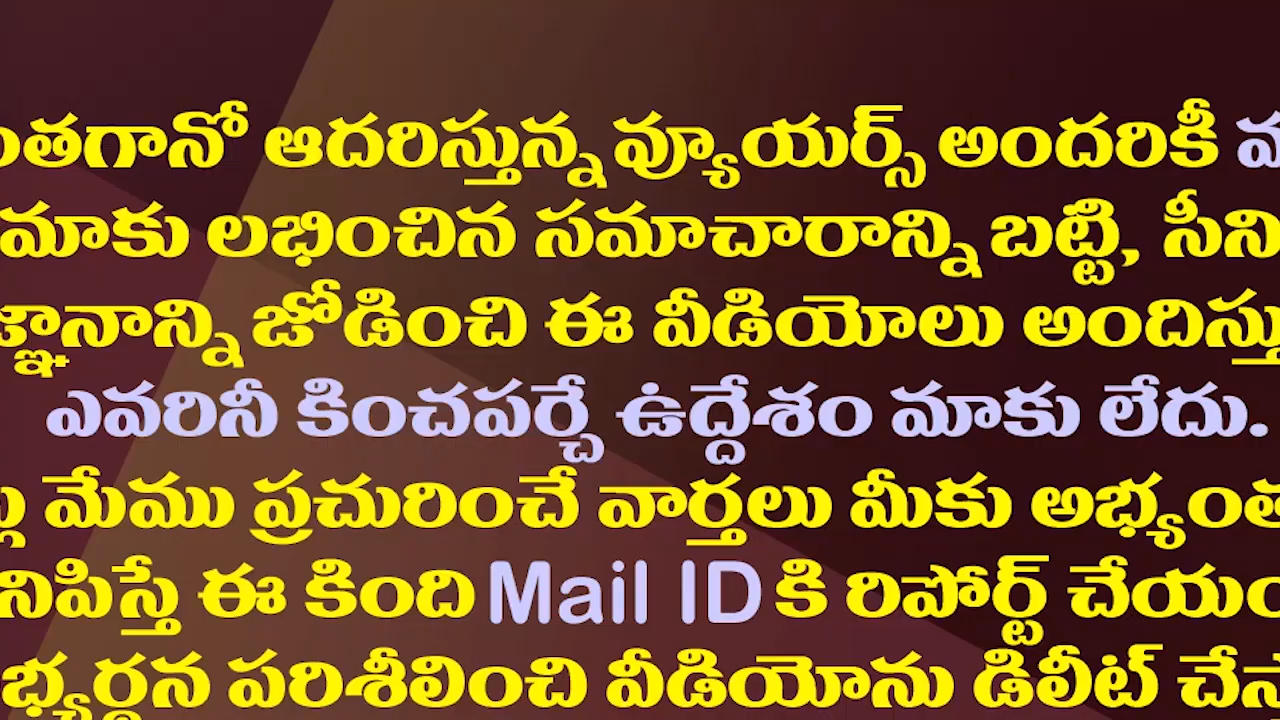 ఆదరిస్తున్న వ్యూయర్స్ అందరికీ
మాకు లభించిన సమాచారాన్ని బట్టి,
జోడించి ఈ వీడియోలు
ఎవరినీ కించపర్చే ఉద్దేశం మాకు లేదు.
మేము ప్రచురించే వార్తలు మీకు
ఈ కింది Mail ID కి రిపోర్ట్
పరిశీలించి వీడియోను డిలీట్